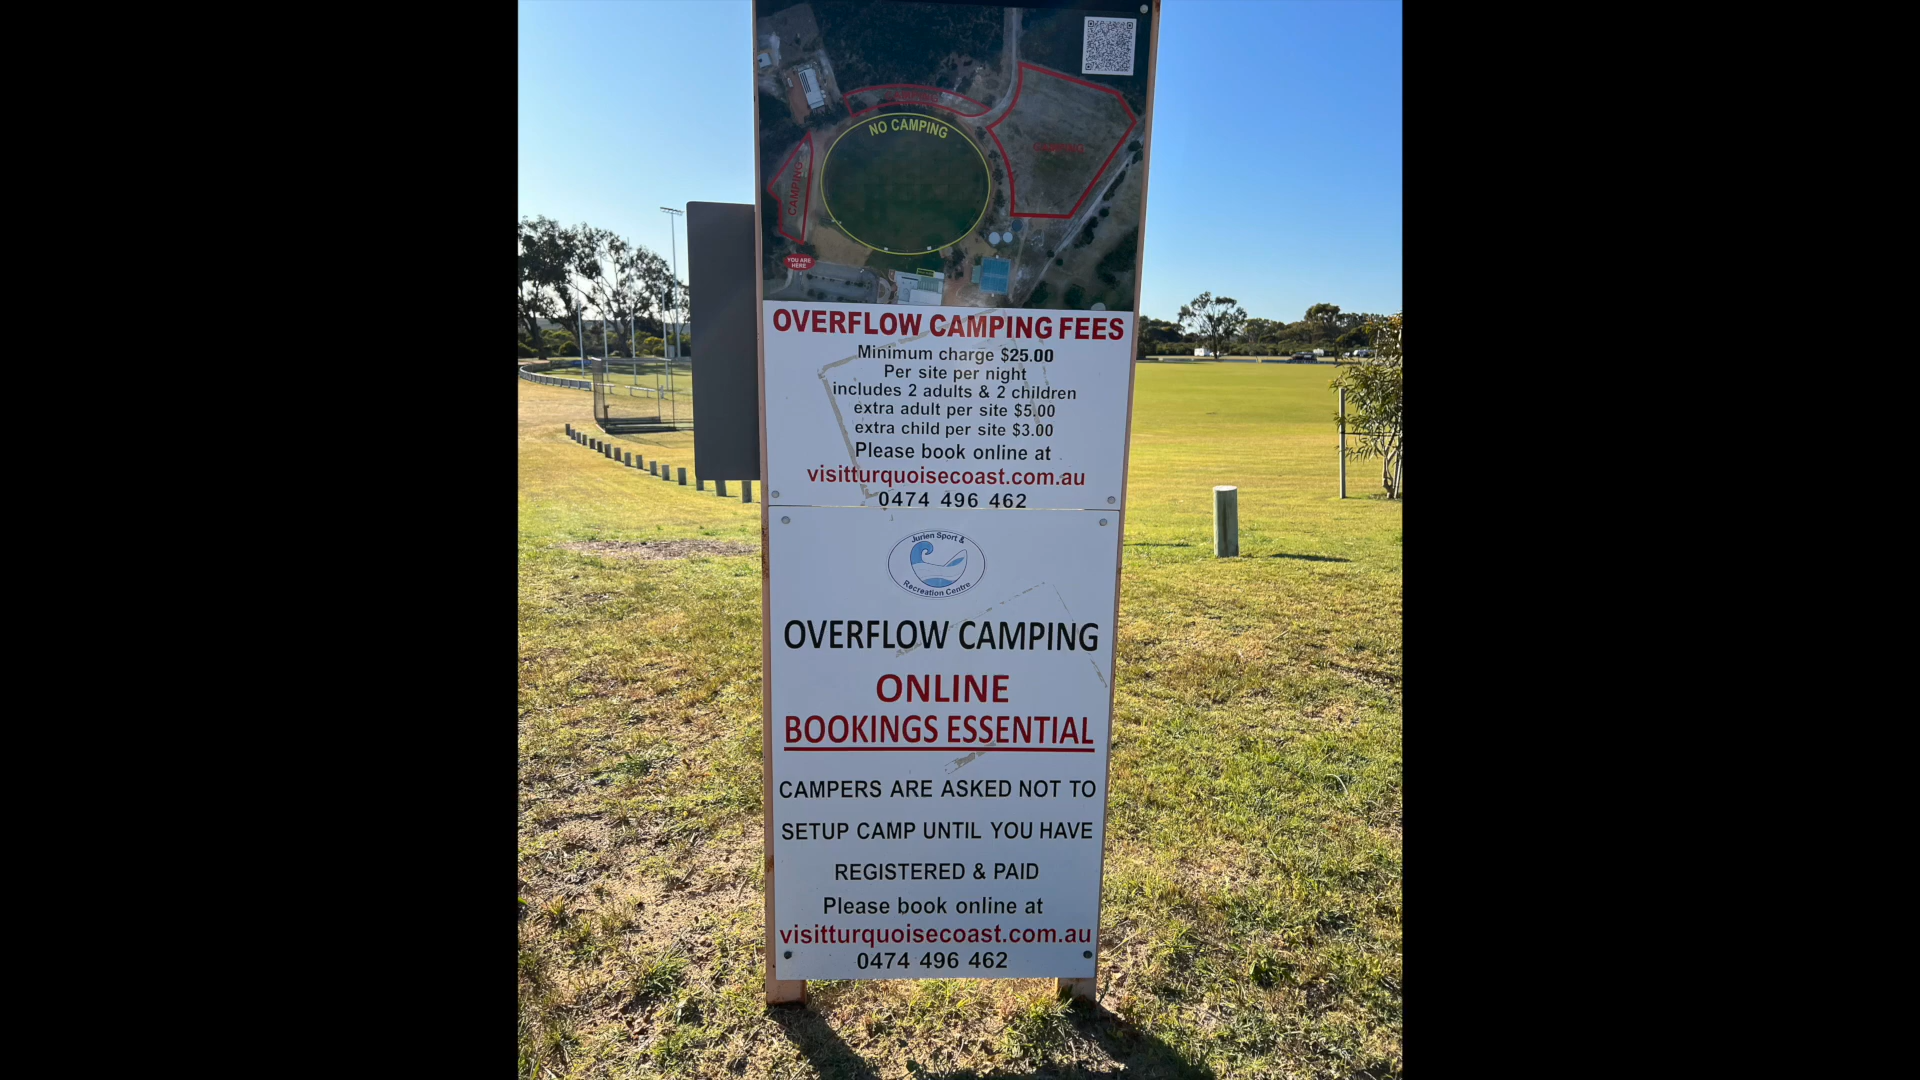 CAMPING
NO CAMPING
CAMPING
CAMPING
YOU ARE
HERE
OVERFLOW CAMPING FEES
Minimum charge $25.00
Per site per night
includes 2 adults & 2 children
extra adult per site $5.00
extra child per site $3.00
Please book online at
visitturquoisecoast.com.au
0474 496 462
Jurien Sport &
Recreation Centre
OVERFLOW CAMPING
ONLINE
BOOKINGS ESSENTIAL
CAMPERS ARE ASKED NOT TO
SETUP CAMP UNTIL YOU HAVE
REGISTERED & PAID
Please book online at
visitturquoisecoast.com.au
0474 496 462